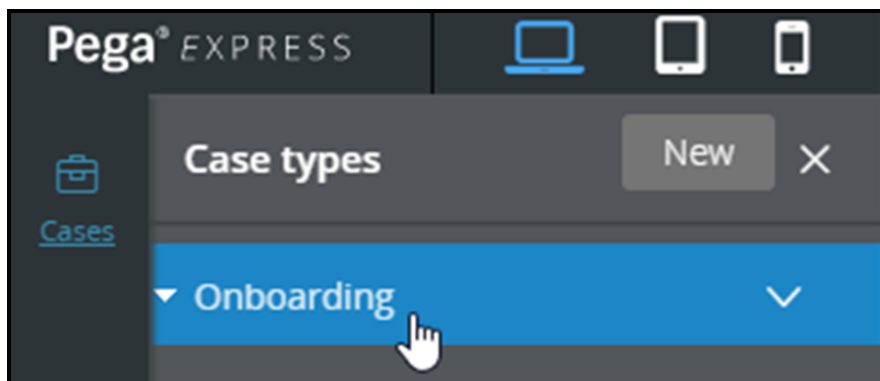 Pega® EXPRESS
Case types
New
Cases
Onboarding